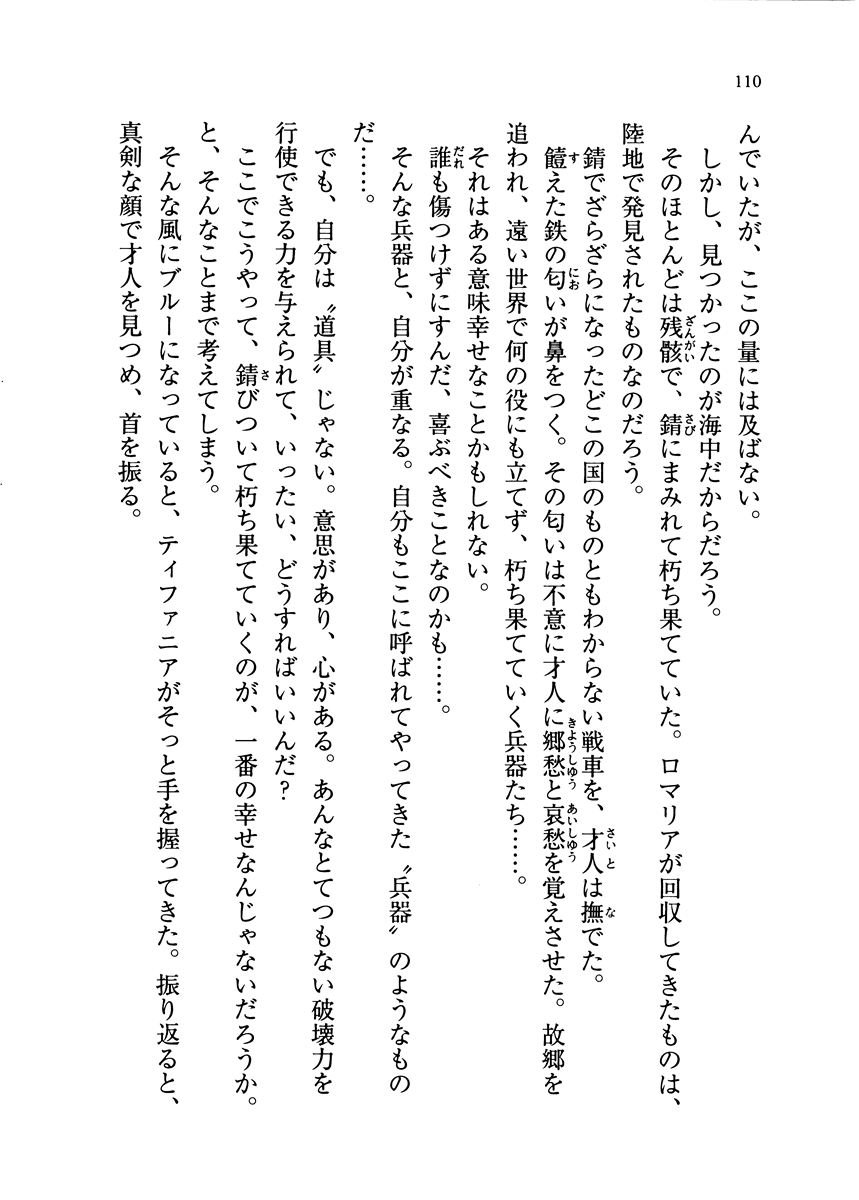 110
んでいたが、ここの量には及ばない。
しかし、見つかったのが海中だからだろう。
そのほとんどは残骸で、錆にまみれて朽ち果てていた。ロマリアが回収してきたものは、
陸地で発見されたものなのだろう。
錆でざらざらになったどこの国のものともわからない戦車を、才人は撫でた。
饐えた鉄の匂いが鼻をつく。その匂いは不意に才人に郷愁と哀愁を覚えさせた。故郷を
追われ、遠い世界で何の役にも立てず、朽ち果てていく兵器たち……。
それはある意味幸せなことかもしれない。
誰も傷つけずにすんだ、喜ぶべきことなのかも……。
そんな兵器と、自分が重なる。自分もここに呼ばれてやってきた〝兵器〟のようなもの
だ……。
でも、自分は〝道具〟じゃない。意思があり、心がある。あんなとてつもない破壊力を
行使できる力を与えられて、いったい、どうすればいいんだ?
ここでこうやって、錆びついて朽ち果てていくのが、一番の幸せなんじゃないだろうか。
と、そんなことまで考えてしまう。
そんな風にブルーになっていると、ティファニアがそっと手を握ってきた。振り返ると、
真剣な顔で才人を見つめ、首を振る。